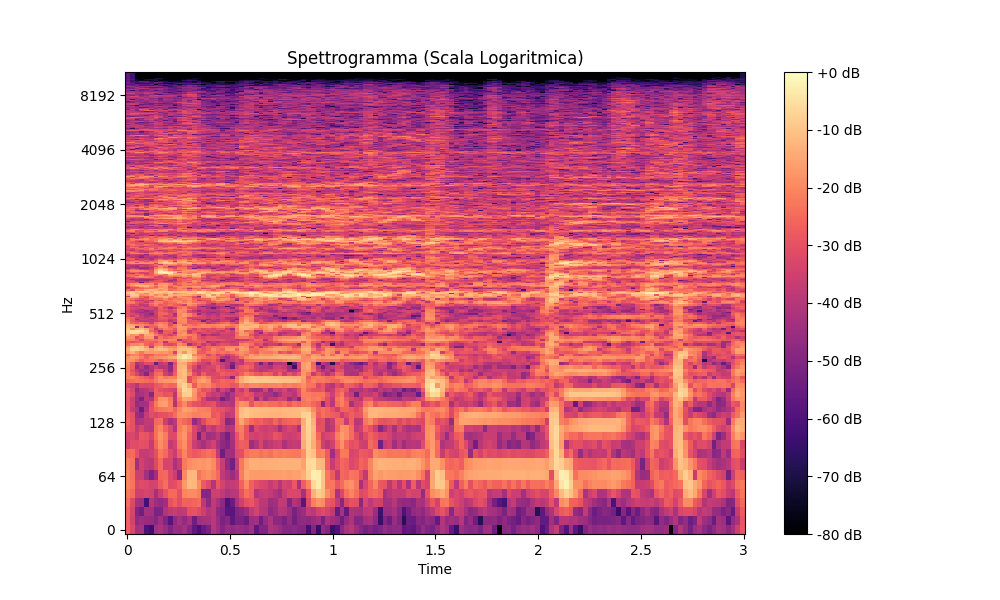 Spettrogramma (Scala Logaritmica)
8192
4096
2048
1024
512
256
128
64
0
Hz
0
0.5
1
1.5
2
2.5
3
Time
+0 dB
-10 dB
-20 dB
-30 dB
-40 dB
-50 dB
-60 dB
-70 dB
-80 dB